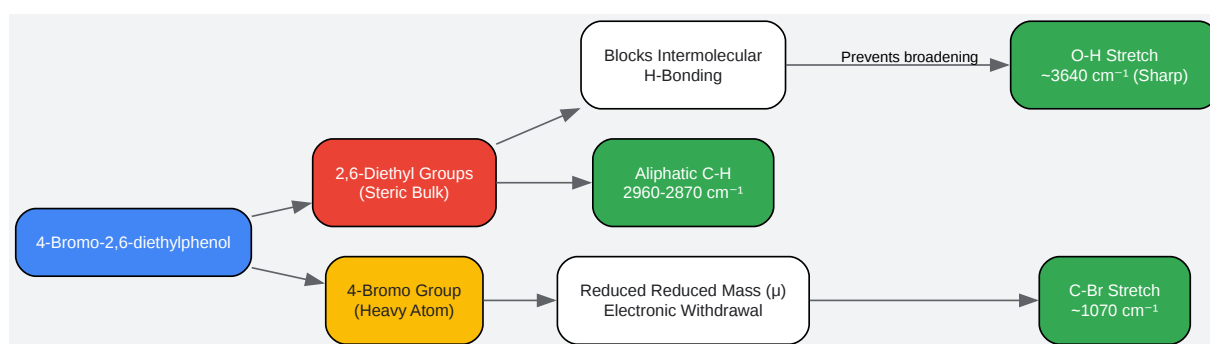 4-Bromo-2,6-diethylphenol
2,6-Diethyl Groups
(Steric Bulk)
Blocks Intermolecular
H-Bonding
Prevents broadening
O-H Stretch
~3640 cm⁻¹ (Sharp)
Aliphatic C-H
2960-2870 cm⁻¹
4-Bromo Group
(Heavy Atom)
Reduced Reduced Mass (μ)
Electronic Withdrawal
C-Br Stretch
~1070 cm⁻¹